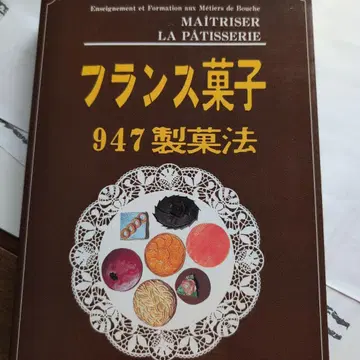 Enseignement et Formation aux Métiers de Bouche
MAÎTRISER
LA PÂTISSERIE
フランス菓子
947製菓法